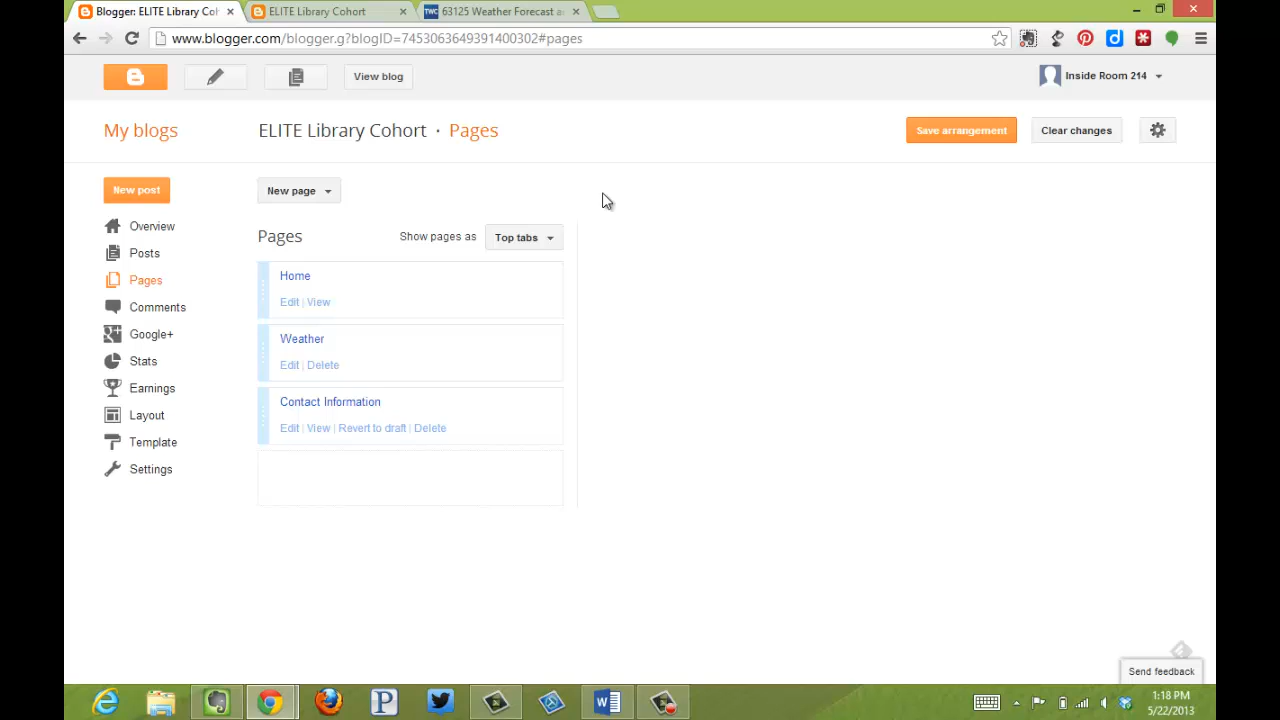 Blogger: ELITE Library Col
ELITE Library Cohort
TWC 63125 Weather Forecast a
www.blogger.com/blogger.g?blogID=7453063649391400302#pages
View blog
Inside Room 214
My blogs
ELITE Library Cohort · Pages
Save arrangement
Clear changes
New post
New page
Overview
Posts
Pages
Comments
Google+
Stats
Earnings
Layout
Template
Settings
Pages
Show pages as
Top tabs
Home
Edit | View
Weather
Edit | Delete
Contact Information
Edit | View | Revert to draft | Delete
Send feedback
1:18 PM
5/22/2013